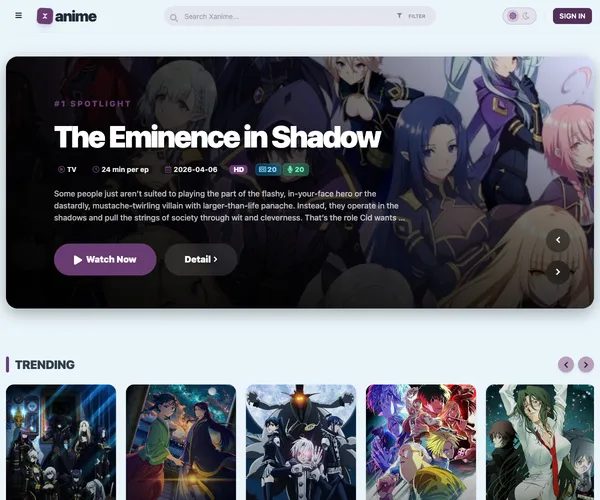 anime
Search Xanime...
FILTER
SIGN IN
#1 SPOTLIGHT
The Eminence in Shadow
TV
24 min per ep
2026-04-06
HD
20
20
Some people just aren't suited to playing the part of the flashy, in-your-face hero or the
dastardly, mustache-twirling villain with larger-than-life panache. Instead, they operate in the
shadows and pull the strings of society through wit and cleverness. That's the role Cid wants ...
Watch Now
Detail
TRENDING